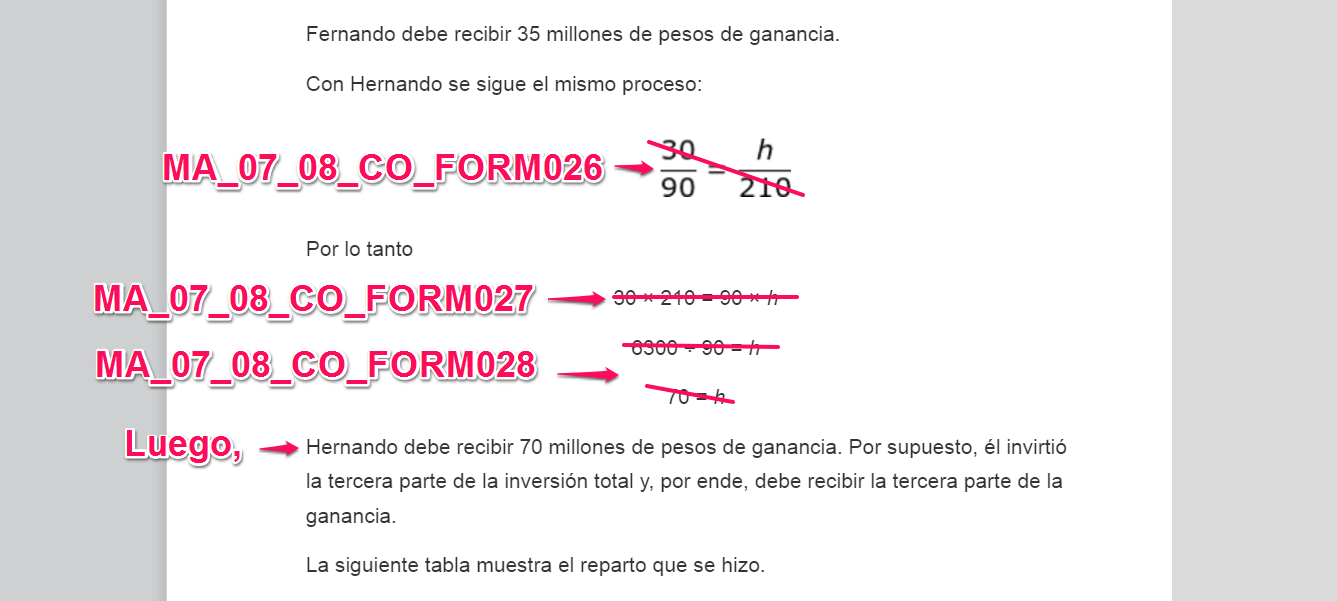 Fernando debe recibir 35 millones de pesos de ganancia.
Con Hernando se sigue el mismo proceso:
MA_07_08_CO_FORM026 30/90 = h/210
Por lo tanto
MA_07_08_CO_FORM027 30 × 210 = 90 × h
6300 ÷ 90 = h
MA_07_08_CO_FORM028
70 = h
Luego, Hernando debe recibir 70 millones de pesos de ganancia. Por supuesto, él invirtió
la tercera parte de la inversión total y, por ende, debe recibir la tercera parte de la
ganancia.
La siguiente tabla muestra el reparto que se hizo.